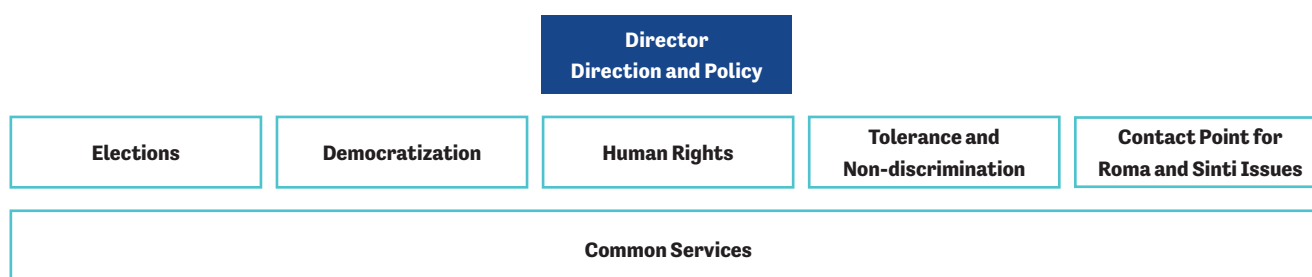 Director
Direction and Policy
Elections
Democratization
Human Rights
Tolerance and
Non-discrimination
Contact Point for
Roma and Sinti Issues
Common Services